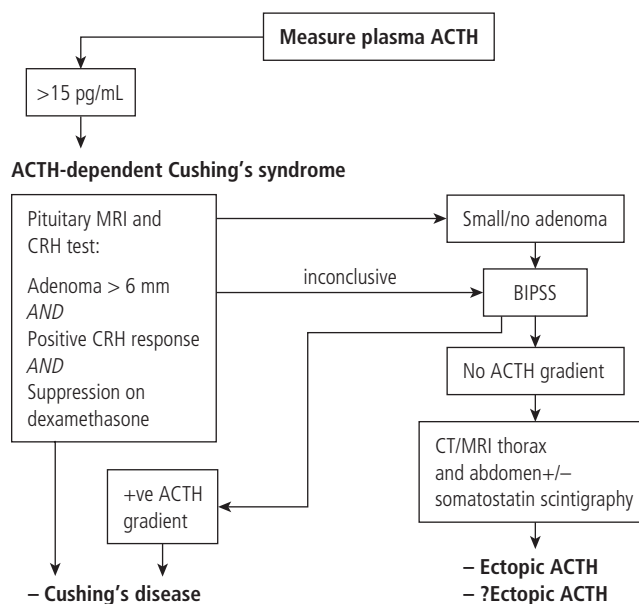 Measure plasma ACTH
>15 pg/mL
ACTH-dependent Cushing's syndrome
Pituitary MRI and
CRH test:
Adenoma > 6 mm
AND
Positive CRH response
AND
Suppression on
dexamethasone
Small/no adenoma
inconclusive
BIPSS
No ACTH gradient
CT/MRI thorax
and abdomen+/–
somatostatin scintigraphy
+ve ACTH
gradient
– Cushing's disease
– Ectopic ACTH
– ?Ectopic ACTH